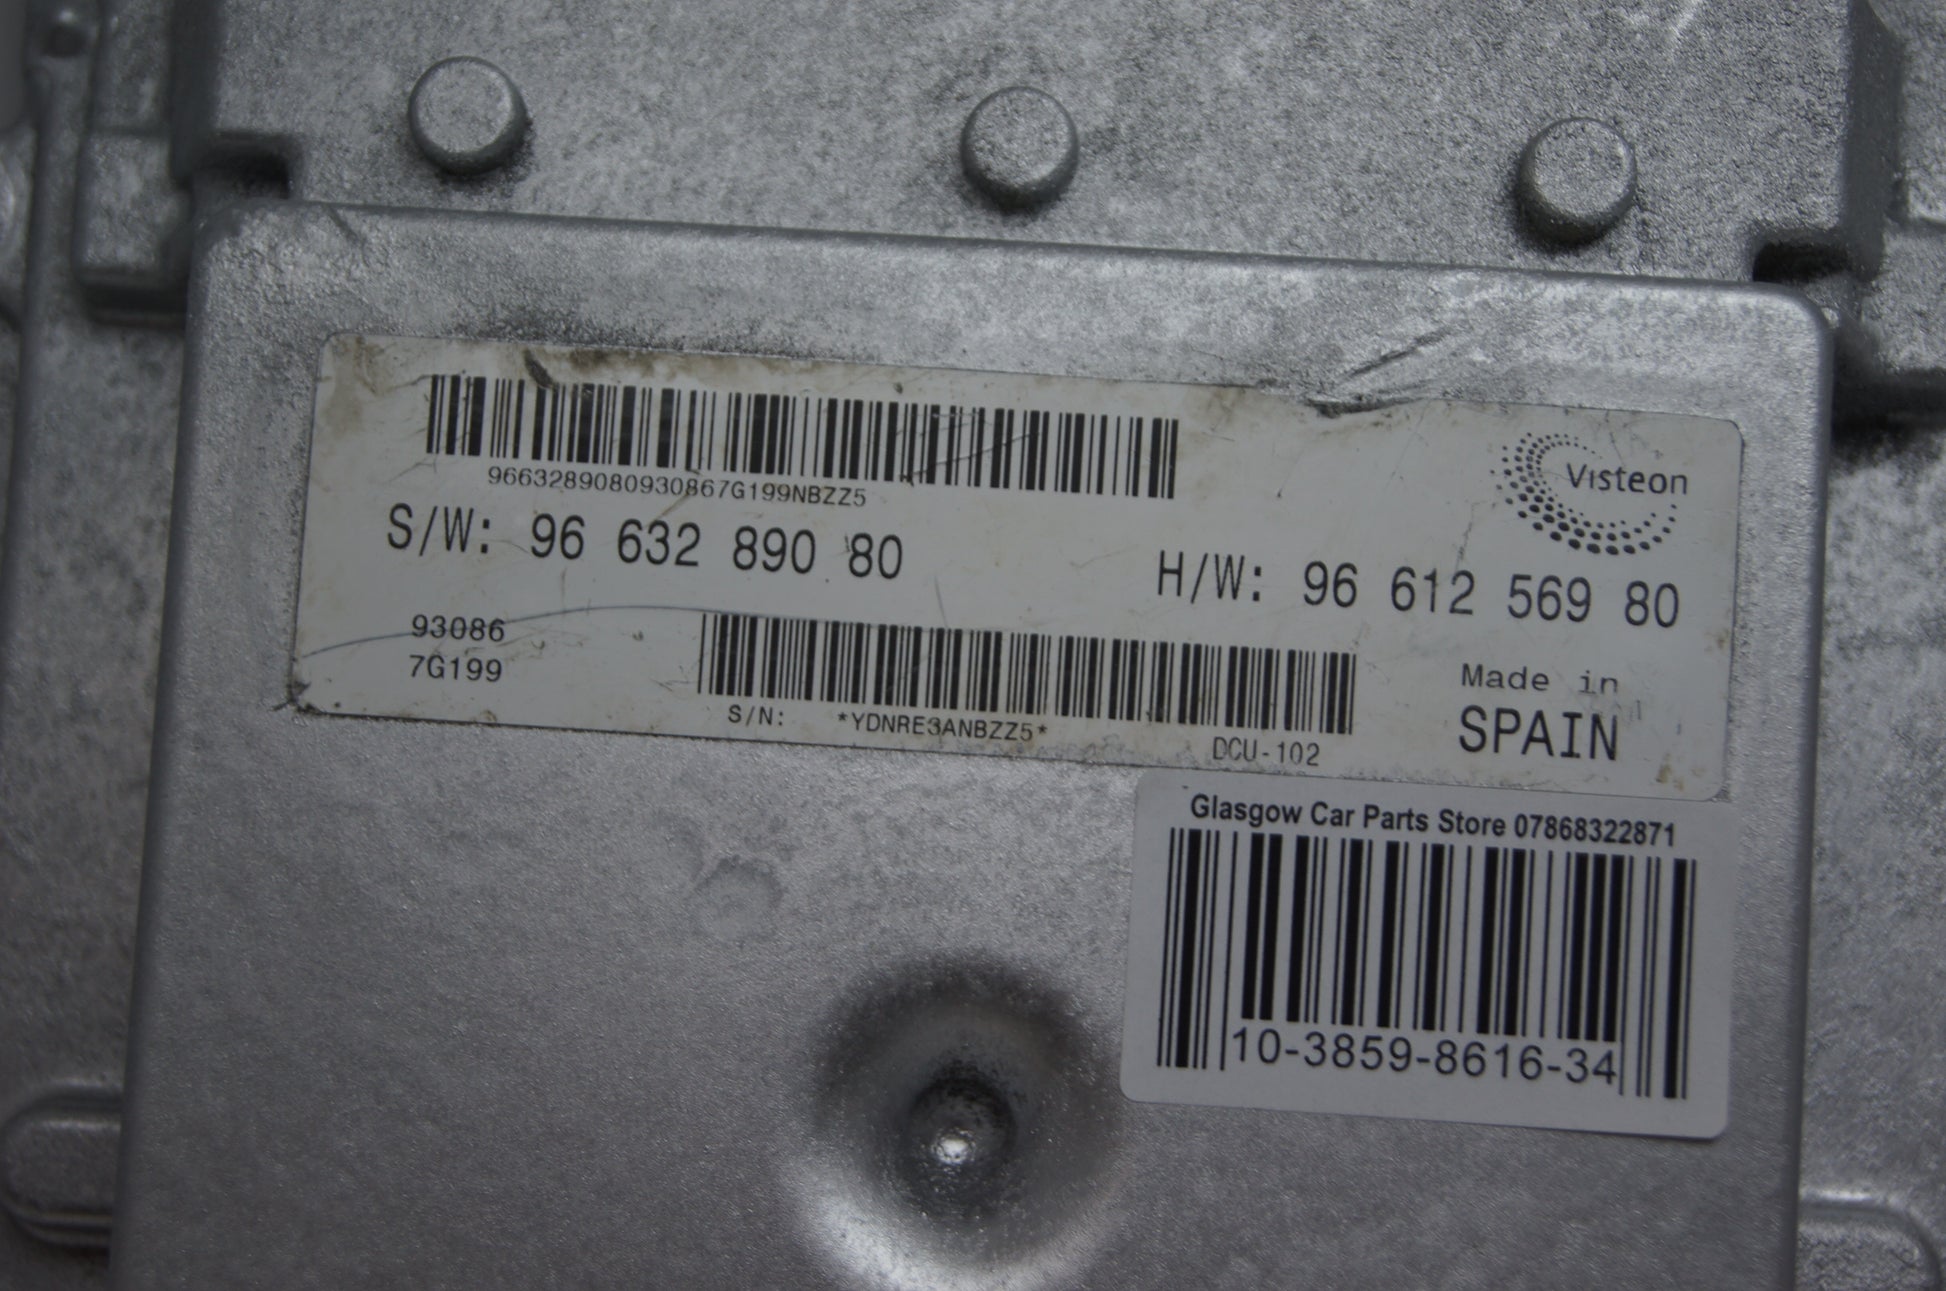 9663289080930867G199NBZZ5
Visteon
S/W: 96 632 890 80
H/W: 96 612 569 80
93086
7G199
S/N: *YDNRE3ANBZZ5*
DCU-102
Made in
SPAIN
Glasgow Car Parts Store 07868322871
10-3859-8616-34